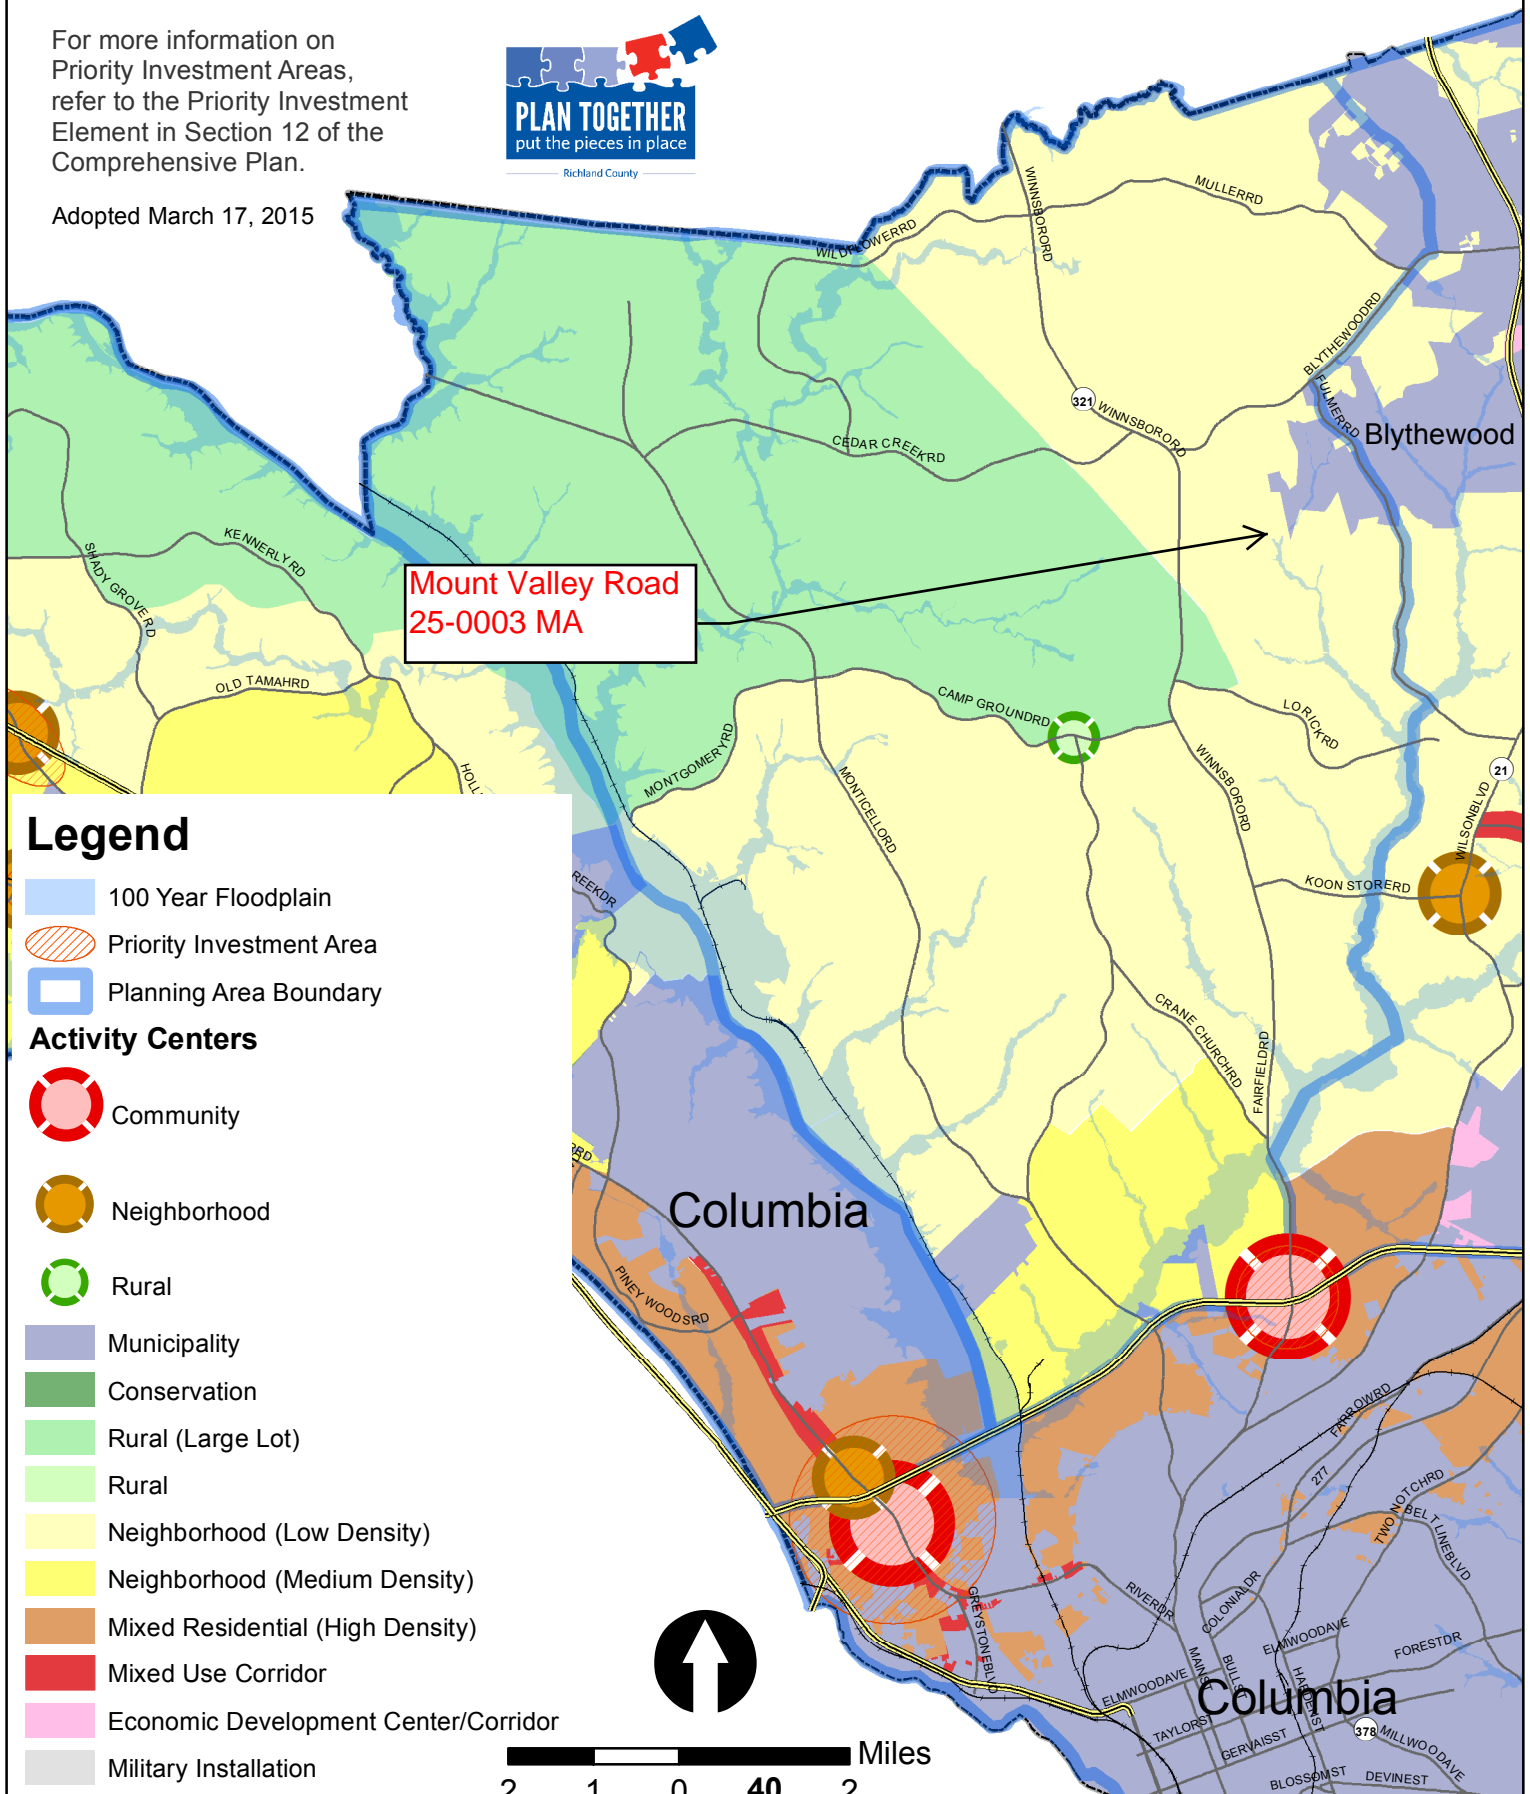 For more information on
Priority Investment Areas,
refer to the Priority Investment
Element in Section 12 of the
Comprehensive Plan.
Adopted March 17, 2015
PLAN TOGETHER
put the pieces in place
Richland County
WINNSBORORD
MULLERRD
WILDFLOWERRD
BLYTHEWOODRD
FULMERRD
321
WINNSBORORD
Blythewood
CEDAR CREEKRD
KENNERLYRD
SHADY GROVERD
Mount Valley Road
25-0003 MA
OLD TAMAHRD
CAMP GROUNDRD
LORICKRD
MONTGOMERYRD
MONTICELLORD
WINNSBORORD
21
WILSONBLVD
HOLL
KOON STORERD
REEKDR
CRANE CHURCHRD
FAIRFIELDRD
RD
Columbia
PINEY WOODSRD
FARROWRD
277
TWO NOTCHRD
BELTLINEBLVD
GREYSTONEBLVD
RIVERDR
COLONIALDR
ELMWOODAVE
FORESTDR
MAINST
BULLST
HARDENST
ELMWOODAVE
Columbia
TAYLORST
GERVAISST
378
MILLWOODAVE
BLOSSOMST
DEVINEST
Legend
100 Year Floodplain
Priority Investment Area
Planning Area Boundary
Activity Centers
Community
Neighborhood
Rural
Municipality
Conservation
Rural (Large Lot)
Rural
Neighborhood (Low Density)
Neighborhood (Medium Density)
Mixed Residential (High Density)
Mixed Use Corridor
Economic Development Center/Corridor
Military Installation
Miles
2 1 0 40 2